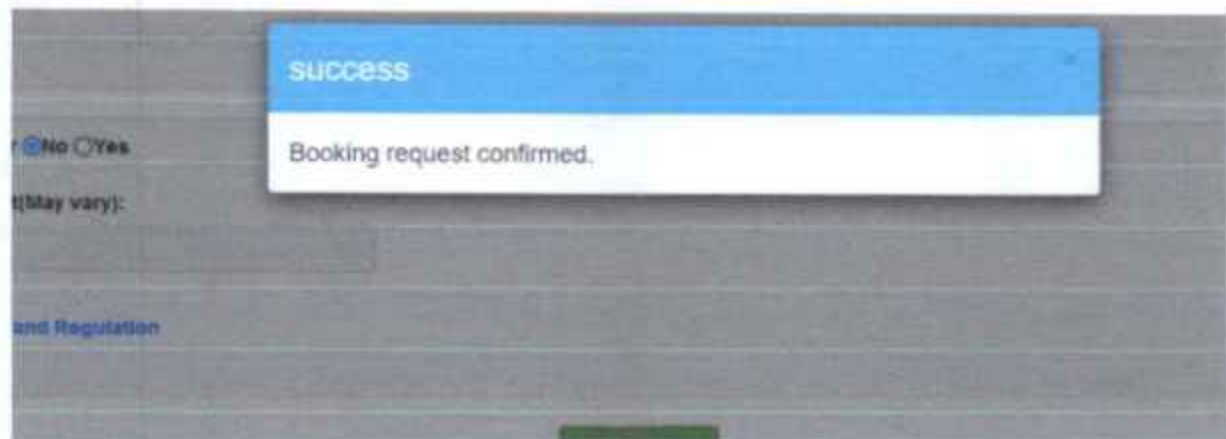 success
Booking request confirmed.
No Yes
(May vary):
and Regulation